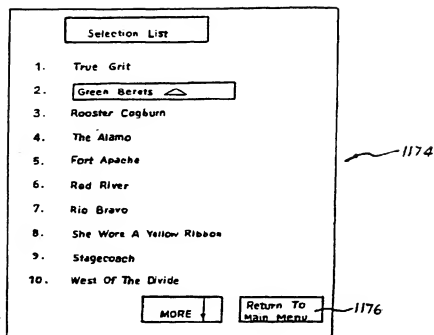 Selection List
1. True Grit
2. Green Berets
3. Rooster Cogburn
4. The Alamo
5. Fort Apache
6. Red River
7. Rio Bravo
8. She Wore A Yellow Ribbon
9. Stagecoach
10. West Of The Divide
MORE
Return To
Main Menu
1174
1176